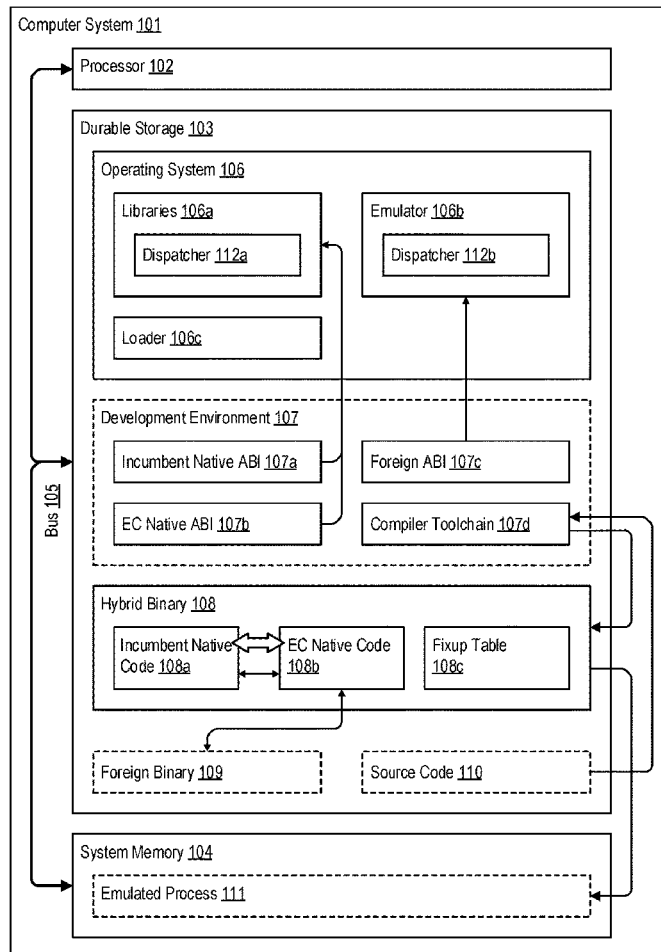 Computer System 101
Processor 102
Durable Storage 103
Operating System 106
Libraries 106a
Dispatcher 112a
Emulator 106b
Dispatcher 112b
Loader 106c
Development Environment 107
Incumbent Native ABI 107a
Foreign ABI 107c
EC Native ABI 107b
Compiler Toolchain 107d
Bus 105
Hybrid Binary 108
Incumbent Native
Code 108a
EC Native Code
108b
Fixup Table
108c
Foreign Binary 109
Source Code 110
System Memory 104
Emulated Process 111